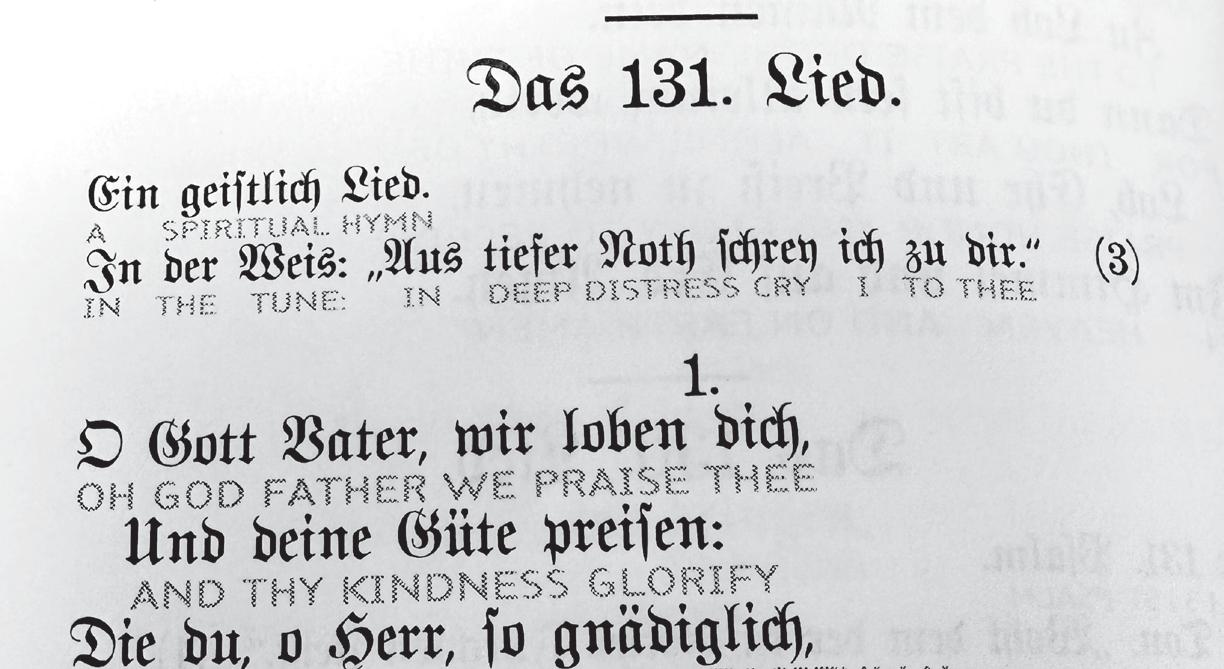 Das 131. Lied.
Ein geistlich Lied.
A SPIRITUAL HYMN
In der Weis: „Aus tiefer Noth schrey ich zu dir.“ (3)
IN THE TUNE: IN DEEP DISTRESS CRY I TO THEE
1.
O Gott Vater, wir loben dich,
OH GOD FATHER WE PRAISE THEE
Und deine Güte preisen:
AND THY KINDNESS GLORIFY
Die du, o Herr, so gnädiglich,